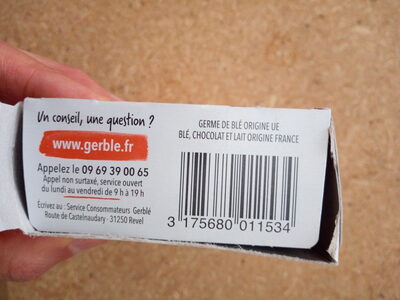 Un conseil, une question ?
www.gerble.fr
Appelez le 09 69 39 00 65
Appel non surtaxé, service ouvert
du lundi au vendredi de 9 h à 19 h
Écrivez au : Service Consommateurs Gerblé
Route de Castelnaudary - 31250 Revel
GERME DE BLÉ ORIGINE UE
BLÉ, CHOCOLAT ET LAIT ORIGINE FRANCE
3 175680 011534